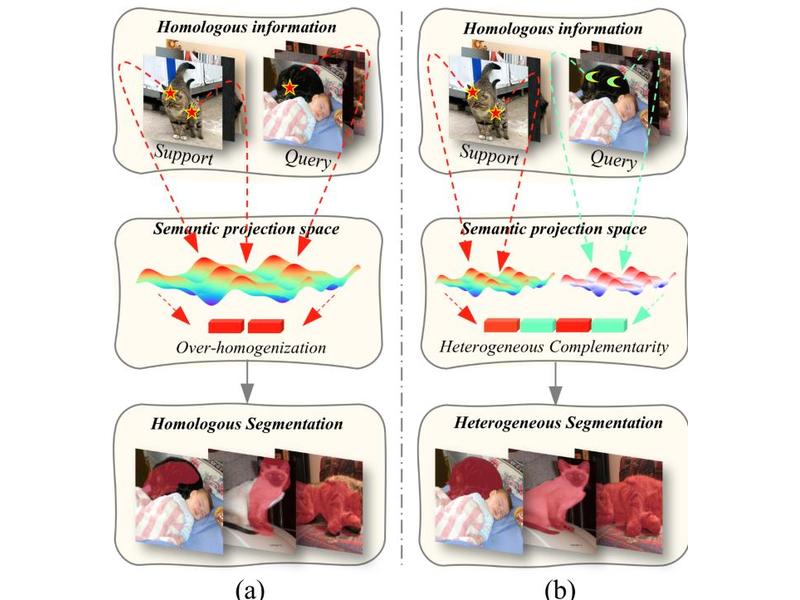 Homologous information
Support
Query
Semantic projection space
Over-homogenization
Homologous Segmentation
(a)
Homologous information
Support
Query
Semantic projection space
Heterogeneous Complementarity
Heterogeneous Segmentation
(b)